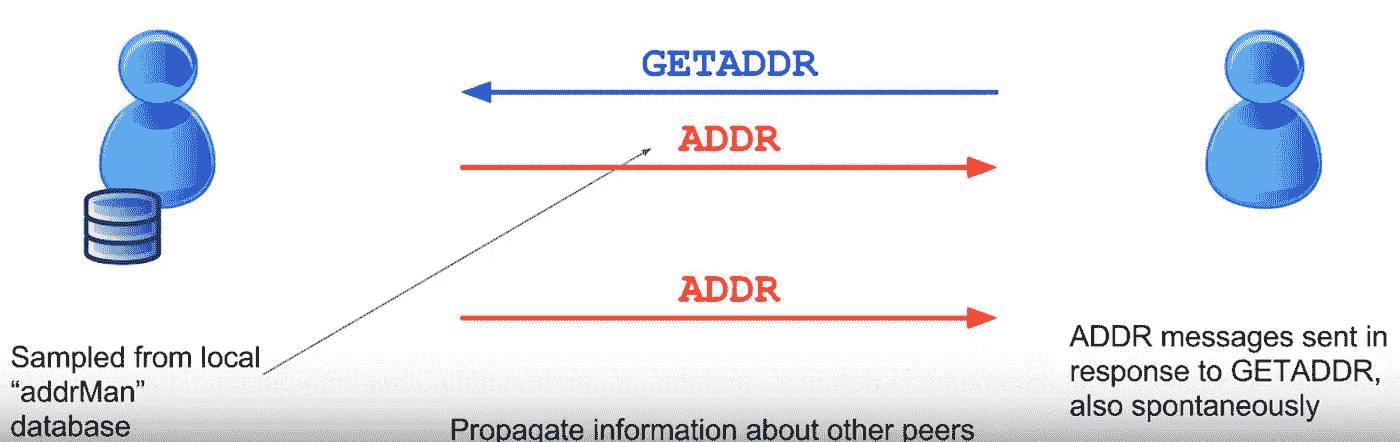 GETADDR
ADDR
ADDR
Sampled from local
“addrMan”
database
ADDR messages sent in
response to GETADDR,
also spontaneously
Propagate information about other peers